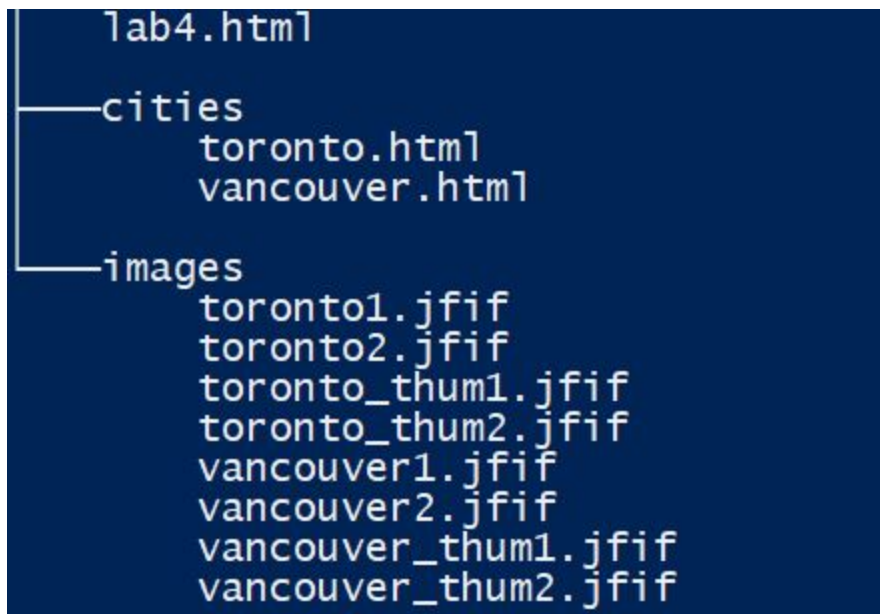 lab4.html
cities
toronto.html
vancouver.html
images
toronto1.jfif
toronto2.jfif
toronto_thum1.jfif
toronto_thum2.jfif
vancouver1.jfif
vancouver2.jfif
vancouver_thum1.jfif
vancouver_thum2.jfif